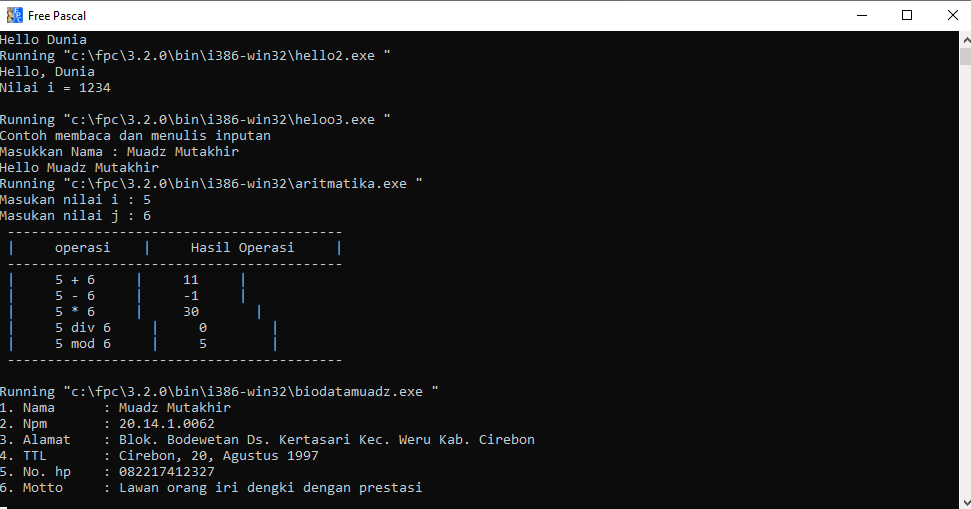 Free Pascal
Hello Dunia
Running "c:\fpc\3.2.0\bin\i386-win32\hello2.exe "
Hello, Dunia
Nilai i = 1234
Running "c:\fpc\3.2.0\bin\i386-win32\heloo3.exe "
Contoh membaca dan menulis inputan
Masukkan Nama : Muadz Mutakhir
Hello Muadz Mutakhir
Running "c:\fpc\3.2.0\bin\i386-win32\aritmatika.exe "
Masukan nilai i : 5
Masukan nilai j : 6
------------------------------------------
|     operasi    |     Hasil Operasi     |
------------------------------------------
|     5 + 6     |     11     |
|     5 - 6     |     -1     |
|     5 * 6     |     30       |
|     5 div 6     |     0        |
|     5 mod 6     |     5        |
------------------------------------------
Running "c:\fpc\3.2.0\bin\i386-win32\biodatamuadz.exe "
1. Nama      : Muadz Mutakhir
2. Npm       : 20.14.1.0062
3. Alamat    : Blok. Bodewetan Ds. Kertasari Kec. Weru Kab. Cirebon
4. TTL       : Cirebon, 20, Agustus 1997
5. No. hp    : 082217412327
6. Motto     : Lawan orang iri dengki dengan prestasi